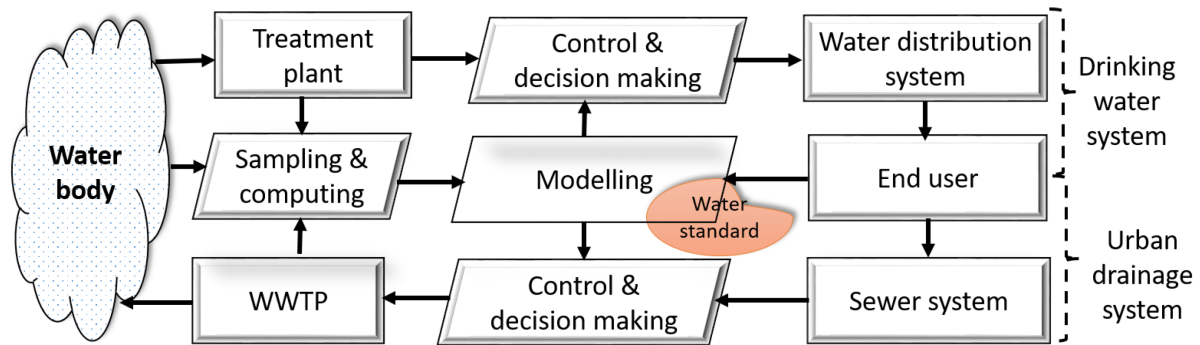 Water
body
Treatment
plant
Control &
decision making
Water distribution
system
Drinking
water
system
Sampling &
computing
Modelling
Water
standard
End user
WWTP
Control &
decision making
Sewer system
Urban
drainage
system